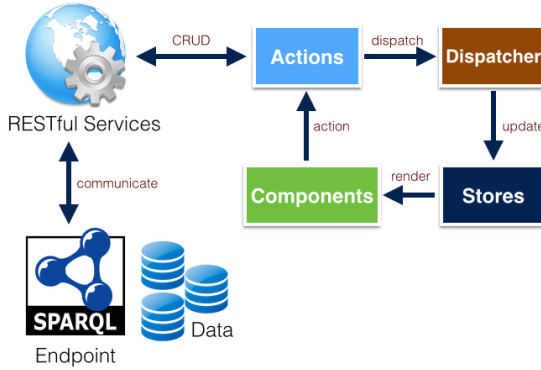 CRUD
Actions
dispatch
Dispatcher
RESTful Services
action
update
communicate
Components
render
Stores
SPARQL
Data
Endpoint